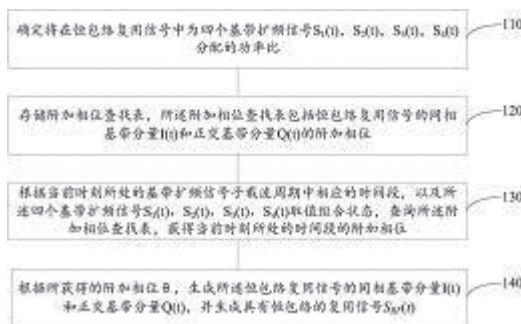 确定将在恒包络复用信号中为四个基带扩频信号S₁(t)、S₂(t)、S₃(t)、S₄(t)
分配的功率比
110
存储附加相位查找表，所述附加相位查找表包括恒包络复用信号的同相
基带分量I(t)和正交基带分量Q(t)的附加相位
120
根据当前时刻所处的基带扩频信号子载波周期中相应的时间段，以及所
述四个基带扩频信号S₁(t)，S₂(t)，S₃(t)，S₄(t)取值组合状态，查询所述附
加相位查找表，获得当前时刻所处的时间段的附加相位
130
根据所获得的附加相位θ，生成所述恒包络复用信号的同相基带分量I(t)
和正交基带分量Q(t)，并生成具有恒包络的复用信号
140